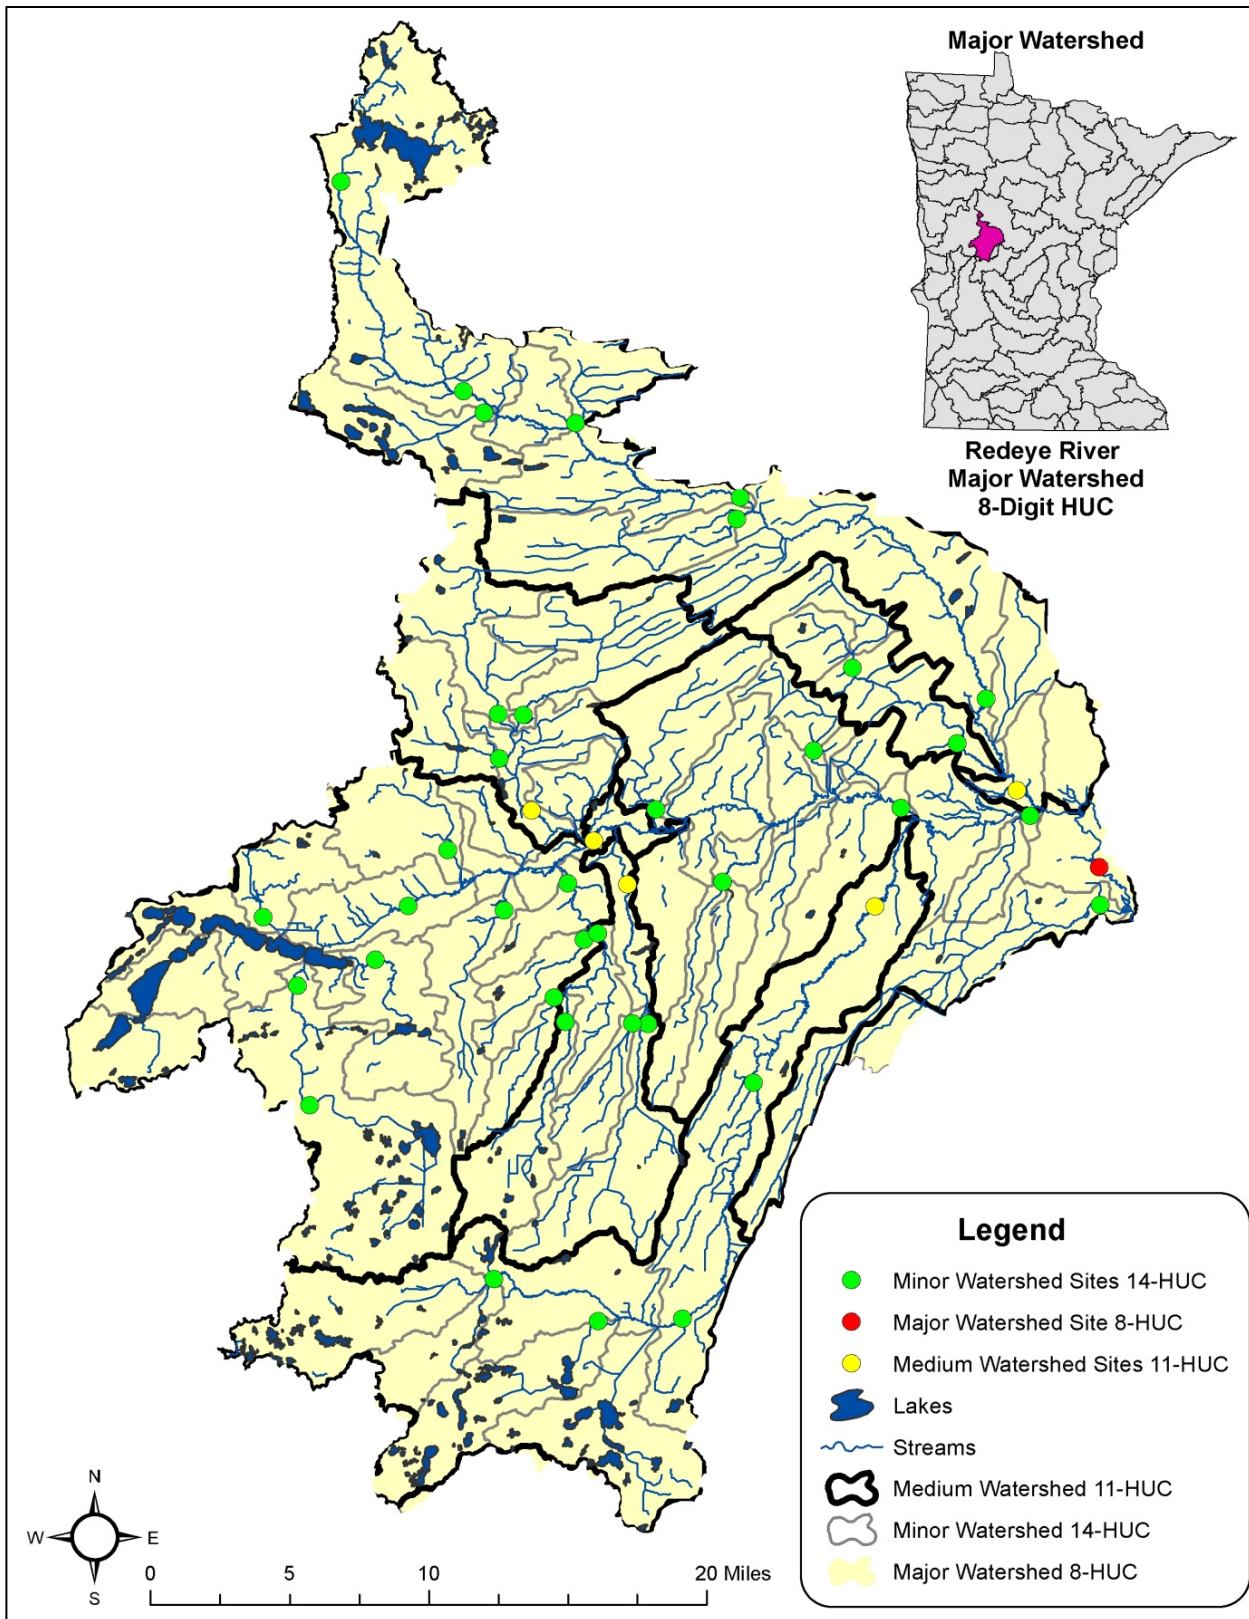 Major Watershed
Redeye River
Major Watershed
8-Digit HUC
Legend
Minor Watershed Sites 14-HUC
Major Watershed Site 8-HUC
Medium Watershed Sites 11-HUC
Lakes
Streams
Medium Watershed 11-HUC
Minor Watershed 14-HUC
Major Watershed 8-HUC
N
W E
S
0 5 10 20 Miles